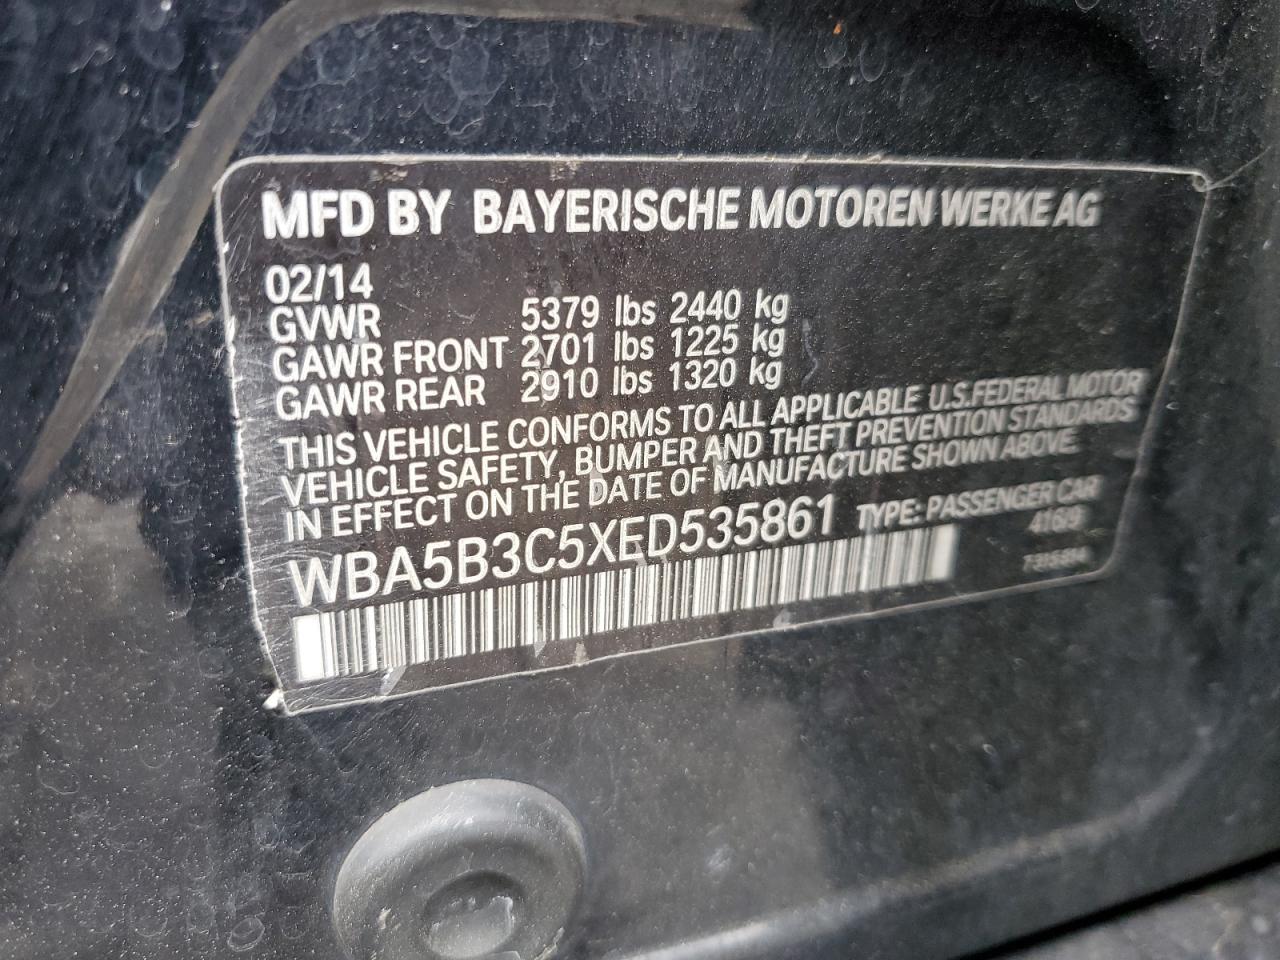 MFD BY BAYERISCHE MOTOREN WERKE AG
02/14
GVWR 5379 lbs 2440 kg
GAWR FRONT 2701 lbs 1225 kg
GAWR REAR 2910 lbs 1320 kg
THIS VEHICLE CONFORMS TO ALL APPLICABLE U.S.FEDERAL MOTOR
VEHICLE SAFETY, BUMPER AND THEFT PREVENTION STANDARDS
IN EFFECT ON THE DATE OF MANUFACTURE SHOWN ABOVE.
WBA5B3C5XED535861 TYPE: PASSENGER CAR
416/9